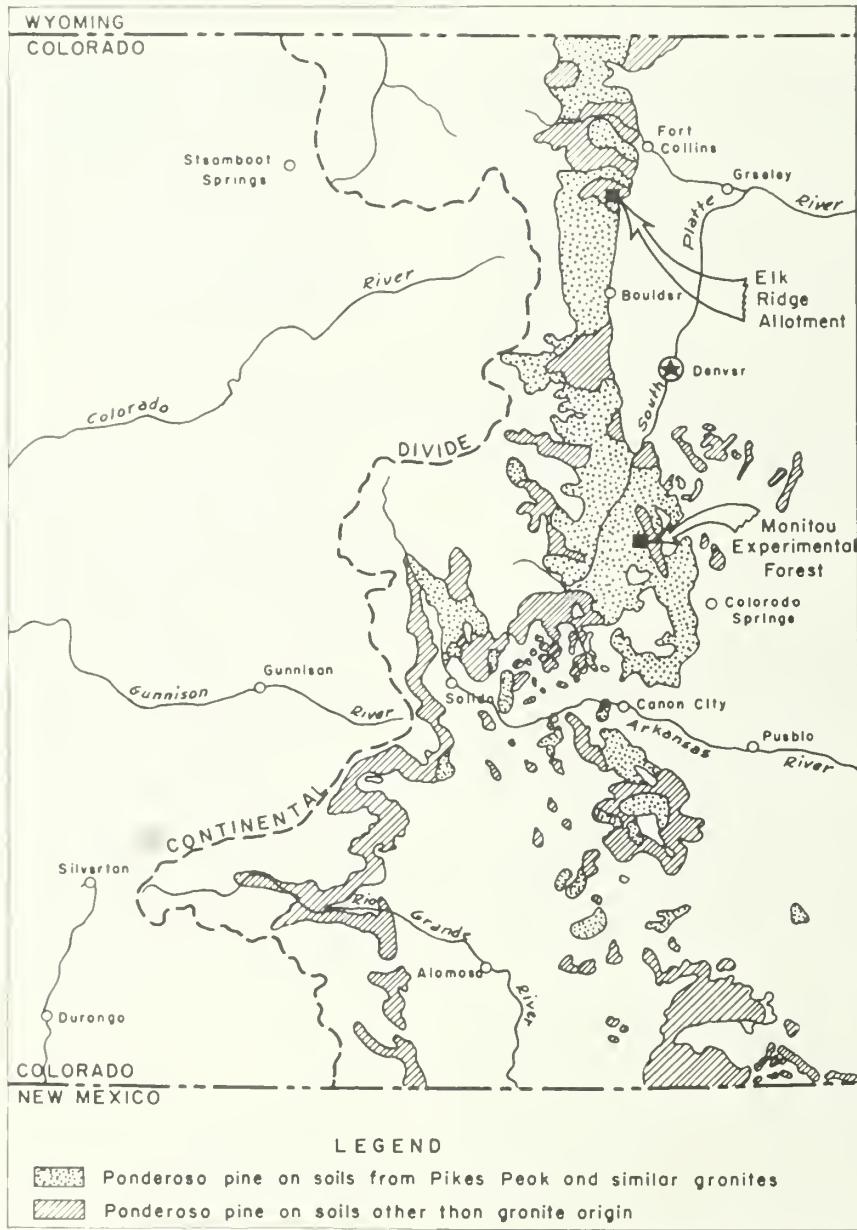 WYOMING
COLORADO
Steamboat
Springs
Fort
Collins
Greeley
River
Platte
River
Elk
Ridge
Allotment
Boulder
Colorado
South
Denver
DIVIDE
Manitou
Experimental
Forest
Colorado
Springs
Gunnison
Gunnison
River
Salida
Canon City
Arkansas
Pueblo
River
CONTINENTAL
Silverton
Rio
Grande
Alamosa
River
Durango
COLORADO
NEW MEXICO
LEGEND
Ponderosa pine on soils from Pikes Peak and similar granites
Ponderosa pine on soils other than granite origin